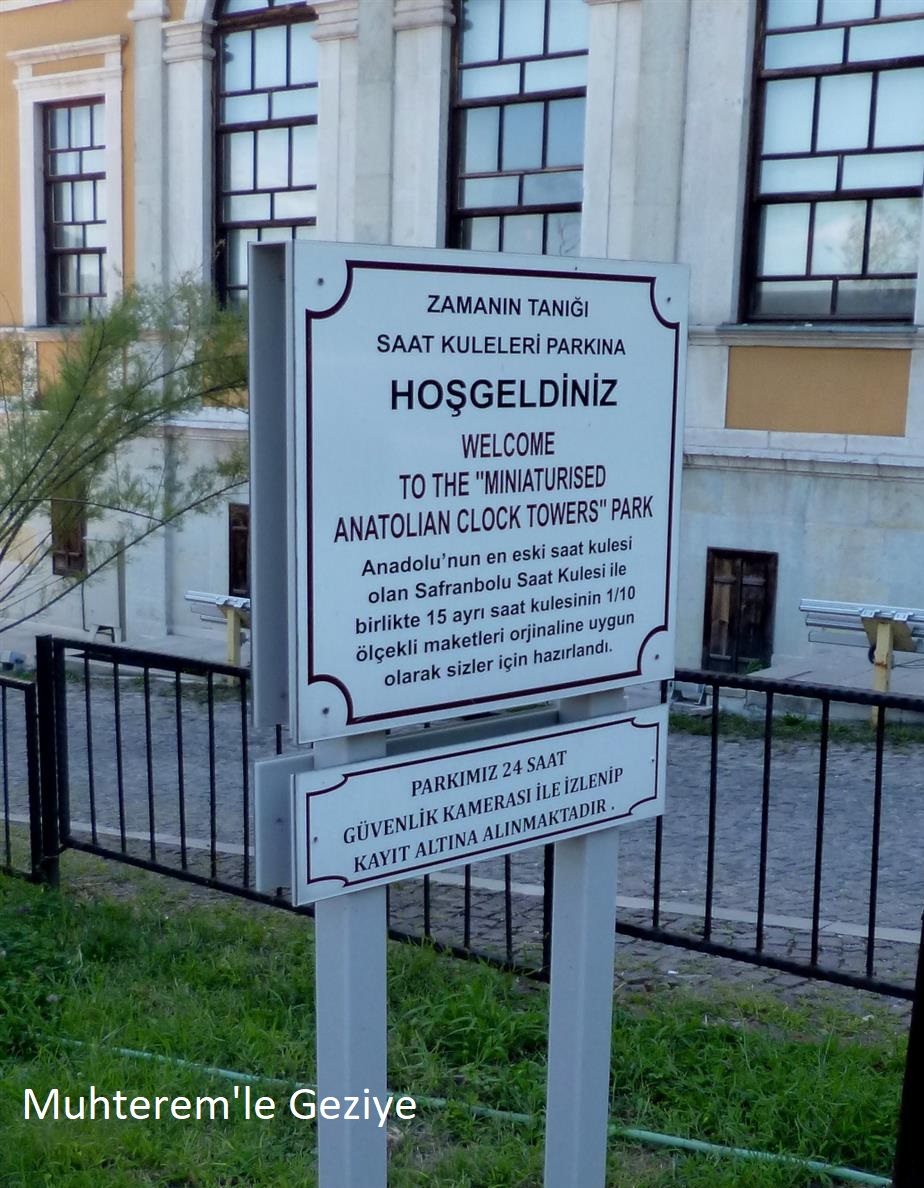 ZAMANIN TANIĞI
SAAT KULELERİ PARKINA
HOŞGELDİNİZ
WELCOME
TO THE "MINIATURISED
ANATOLIAN CLOCK TOWERS" PARK
Anadolu'nun en eski saat kulesi
olan Safranbolu Saat Kulesi ile
birlikte 15 ayrı saat kulesinin 1/10
ölçekli maketleri orjinaline uygun
olarak sizler için hazırlandı.
PARKIMIZ 24 SAAT
GÜVENLİK KAMERASI İLE İZLENİP
KAYIT ALTINA ALINMAKTADIR .
Muhterem'le Geziye